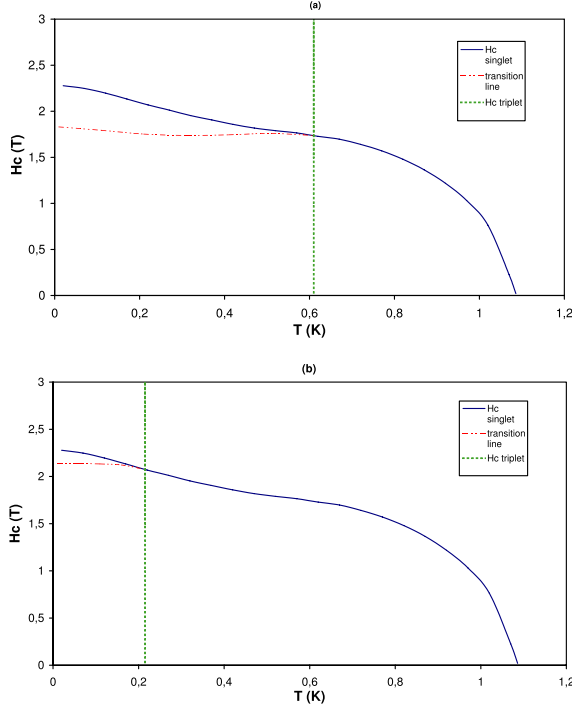 (a)
3
2,5
2
1,5
1
0,5
0
Hc (T)
Hc
singlet
transition
line
Hc triplet
0
0,2
0,4
0,6
0,8
1
1,2
T (K)
(b)
3
2,5
2
1,5
1
0,5
0
Hc (T)
Hc
singlet
transition
line
Hc triplet
0
0,2
0,4
0,6
0,8
1
1,2
T (K)